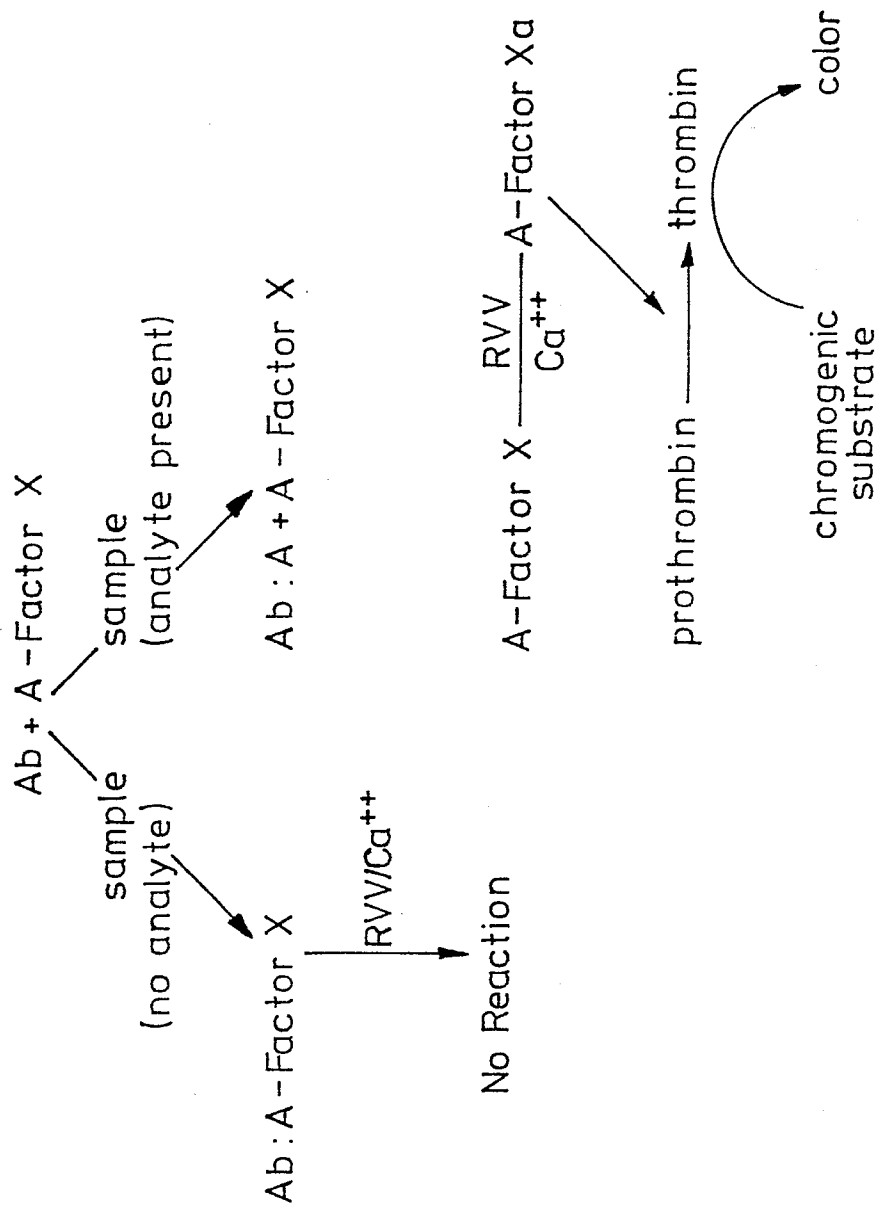 Ab + A-Factor X
sample
(no analyte)
sample
(analyte present)
Ab : A-Factor X
Ab : A + A-Factor X
RVV/Ca++
No Reaction
A-Factor X
RVV
Ca++
A-Factor Xa
prothrombin
thrombin
chromogenic
substrate
color